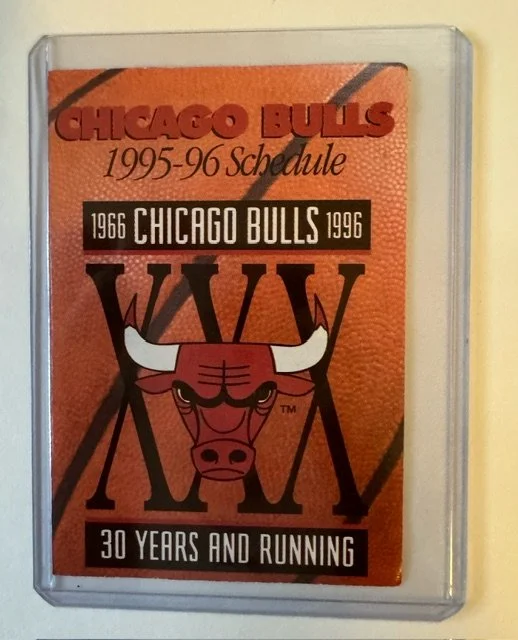 CHICAGO BULLS
1995-96 Schedule
1966 CHICAGO BULLS 1996
XXX
TM
30 YEARS AND RUNNING